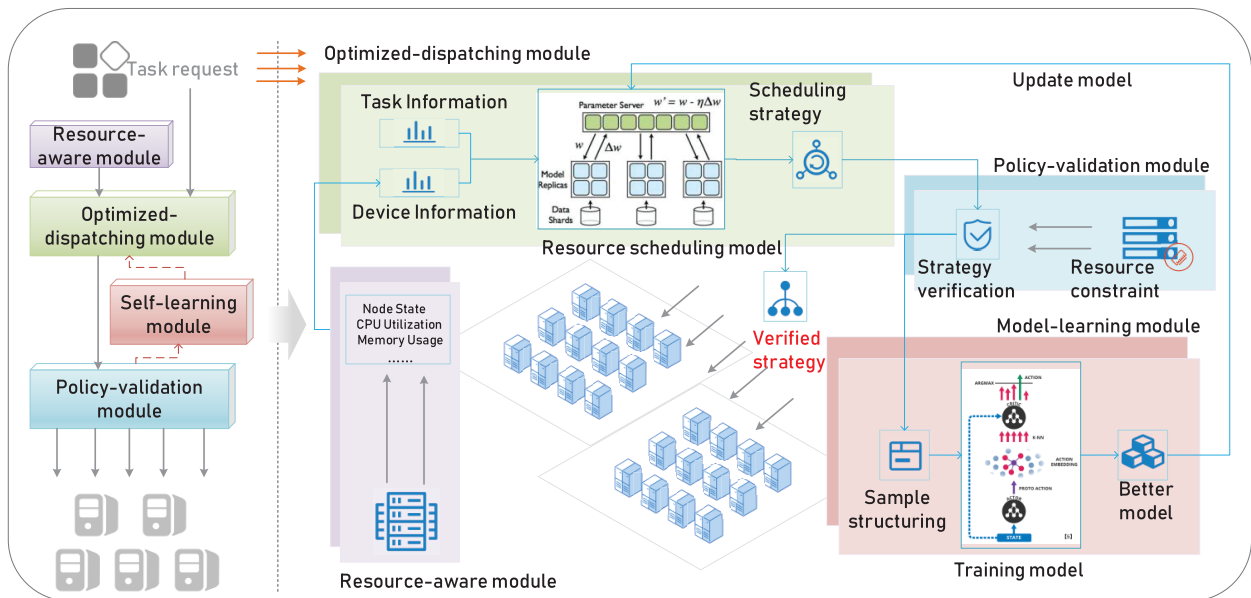 Task request
Resource-
aware module
Optimized-
dispatching module
Self-learning
module
Policy-validation
module
Optimized-dispatching module
Task Information
Device Information
Parameter Server
w' = w - ηΔw
w
Δw
Model
Replicas
Data
Shards
Resource scheduling model
Scheduling
strategy
Update model
Policy-validation module
Strategy
verification
Resource
constraint
Verified
strategy
Node State
CPU Utilization
Memory Usage
......
Resource-aware module
Model-learning module
Sample
structuring
ARGMAX
ACTION
K-NN
ACTION
EMBEDDING
PROTO ACTION
STATE
Training model
Better
model